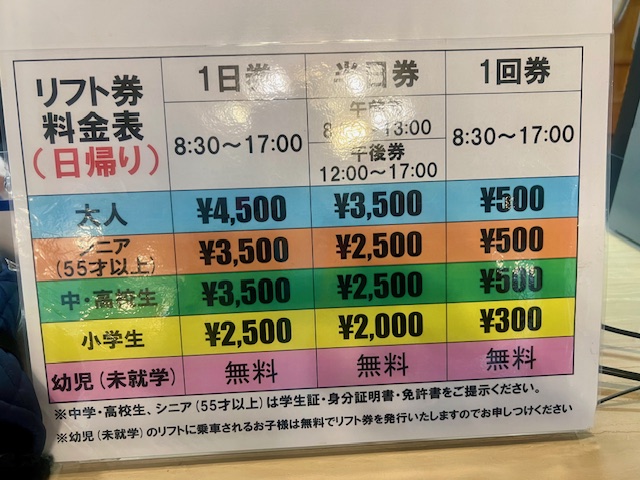 リフト券
料金表
(日帰り)
1日券 半日券 1回券
8:30～17:00 午前券 8:30～13:00 8:30～17:00
午後券 12:00～17:00
大人 ¥4,500 ¥3,500 ¥500
シニア (55才以上) ¥3,500 ¥2,500 ¥500
中・高校生 ¥3,500 ¥2,500 ¥500
小学生 ¥2,500 ¥2,000 ¥300
幼児(未就学) 無料 無料 無料
※中学・高校生、シニア(55才以上)は学生証・身分証明書・免許書をご提示ください。
※幼児(未就学)のリフトに乗車されるお子様は無料でリフト券を発行いたしますのでお申しつけください